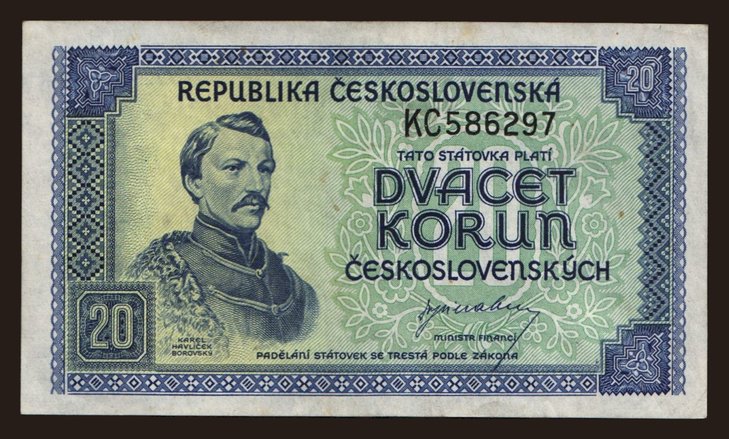 20
REPUBLIKA ČESKOSLOVENSKÁ
KC586297
TATO STÁTOVKA PLATÍ
DVACET
KORUN
ČESKOSLOVENSKÝCH
MINISTR FINANCÍ
20
KAREL
HAVLÍČEK
BOROVSKÝ
PADĚLÁNÍ STÁTOVEK SE TRESTÁ PODLE ZÁKONA